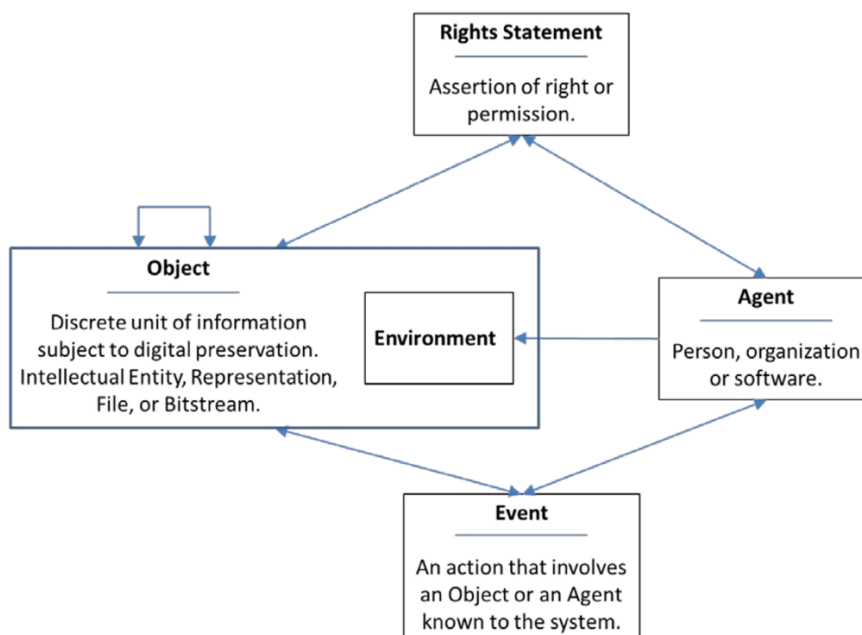 Rights Statement
Assertion of right or
permission.
Object
Discrete unit of information
subject to digital preservation.
Intellectual Entity, Representation,
File, or Bitstream.
Environment
Agent
Person, organization
or software.
Event
An action that involves
an Object or an Agent
known to the system.